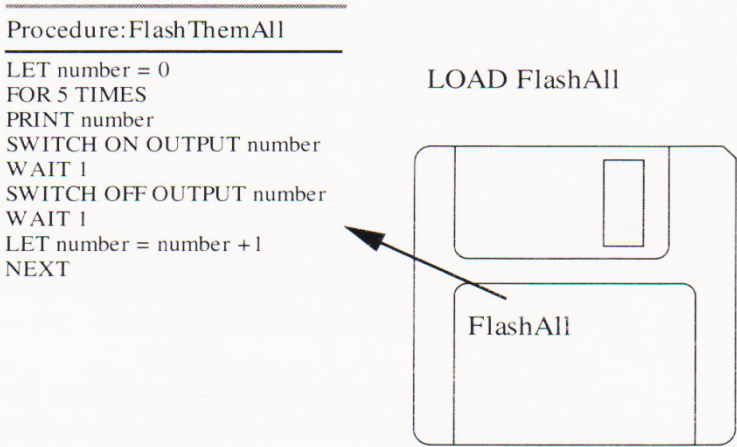 Procedure:FlashThemAll
LET number = 0
FOR 5 TIMES
PRINT number
SWITCH ON OUTPUT number
WAIT 1
SWITCH OFF OUTPUT number
WAIT 1
LET number = number +1
NEXT
LOAD FlashAll
FlashAll